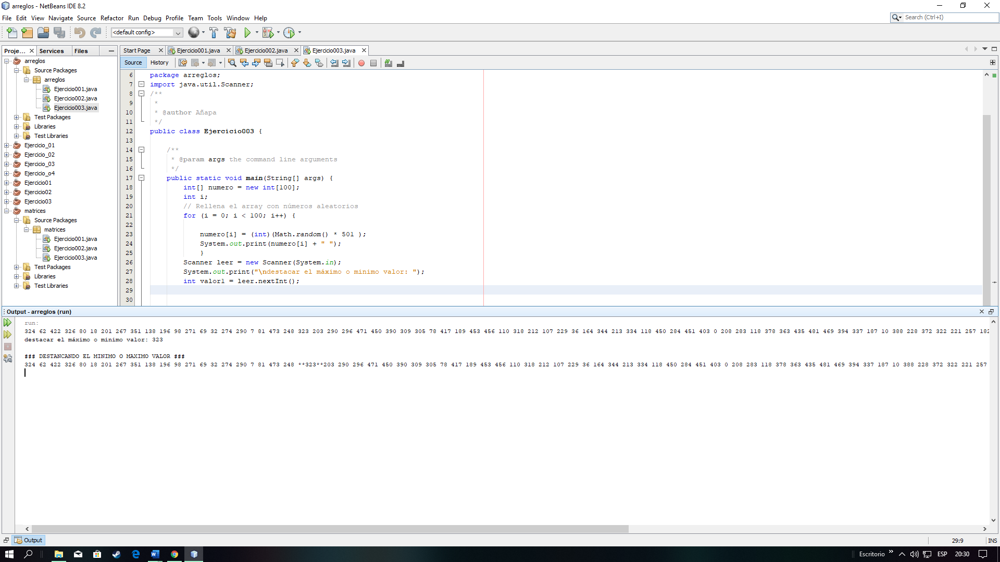 arreglos - NetBeans IDE 8.2
File Edit View Navigate Source Refactor Run Debug Profile Team Tools Window Help
Search (Ctrl+I)
<default config>
Proje... Services Files
Start Page Ejercicio001.java Ejercicio002.java Ejercicio003.java
Source History
arreglos
Source Packages
arreglos
Ejercicio001.java
Ejercicio002.java
Ejercicio003.java
Test Packages
Libraries
Test Libraries
Ejercicio_01
Ejercicio_02
Ejercicio_03
Ejercicio_o4
Ejercicio01
Ejercicio02
Ejercicio03
matrices
Source Packages
matrices
Ejercicio001.java
Ejercicio002.java
Ejercicio003.java
Test Packages
Libraries
Test Libraries
6 package arreglos;
7 import java.util.Scanner;
8 /**
9 *
10 * @author Añapa
11 */
12 public class Ejercicio003 {
13
14 /**
15 * @param args the command line arguments
16 */
17 public static void main(String[] args) {
18 int[] numero = new int[100];
19 int i;
20 // Rellena el array con números aleatorios
21 for (i = 0; i < 100; i++) {
22
23 numero[i] = (int)(Math.random() * 501 );
24 System.out.print(numero[i] + " ");
25 }
26 Scanner leer = new Scanner(System.in);
27 System.out.print("\ndestacar el máximo o minimo valor: ");
28 int valor1 = leer.nextInt();
29
30
Output - arreglos (run)
run:
324 62 422 326 80 18 201 267 351 138 196 98 271 69 32 274 290 7 81 473 248 323 203 290 296 471 450 390 309 305 78 417 189 453 456 110 318 212 107 229 36 164 344 213 334 118 450 284 451 403 0 208 283 118 378 363 435 481 469 394 337 187 10 388 228 372 322 221 257 182
destacar el máximo o minimo valor: 323
### DESTANCANDO EL MINIMO O MAXIMO VALOR ###
324 62 422 326 80 18 201 267 351 138 196 98 271 69 32 274 290 7 81 473 248 **323**203 290 296 471 450 390 309 305 78 417 189 453 456 110 318 212 107 229 36 164 344 213 334 118 450 284 451 403 0 208 283 118 378 363 435 481 469 394 337 187 10 388 228 372 322 221 257
Output
29:9 INS
Escritorio ESP 20:30